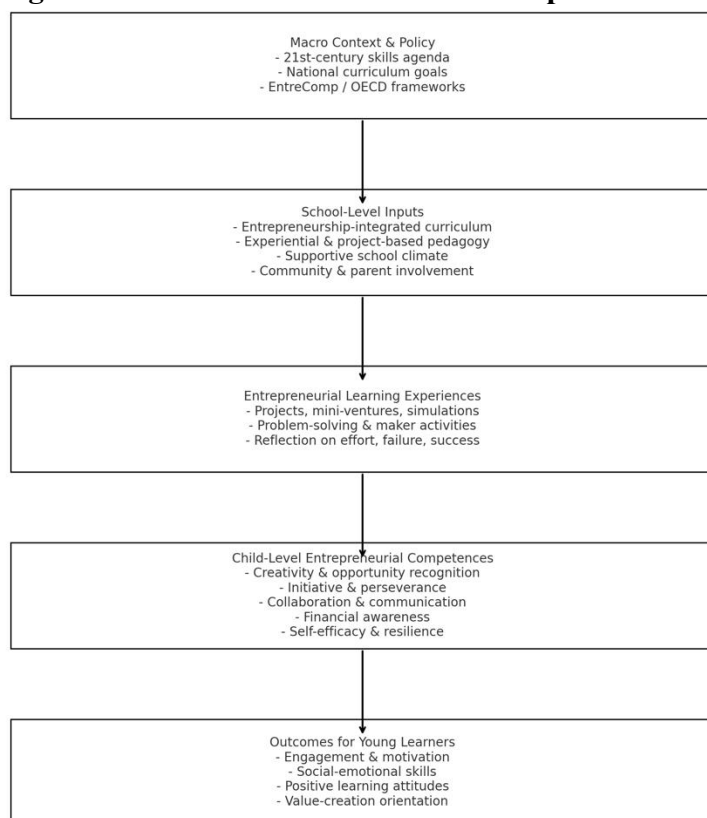 Macro Context & Policy
- 21st-century skills agenda
- National curriculum goals
- EntreComp / OECD frameworks
School-Level Inputs
- Entrepreneurship-integrated curriculum
- Experiential & project-based pedagogy
- Supportive school climate
- Community & parent involvement
Entrepreneurial Learning Experiences
- Projects, mini-ventures, simulations
- Problem-solving & maker activities
- Reflection on effort, failure, success
Child-Level Entrepreneurial Competences
- Creativity & opportunity recognition
- Initiative & perseverance
- Collaboration & communication
- Financial awareness
- Self-efficacy & resilience
Outcomes for Young Learners
- Engagement & motivation
- Social-emotional skills
- Positive learning attitudes
- Value-creation orientation